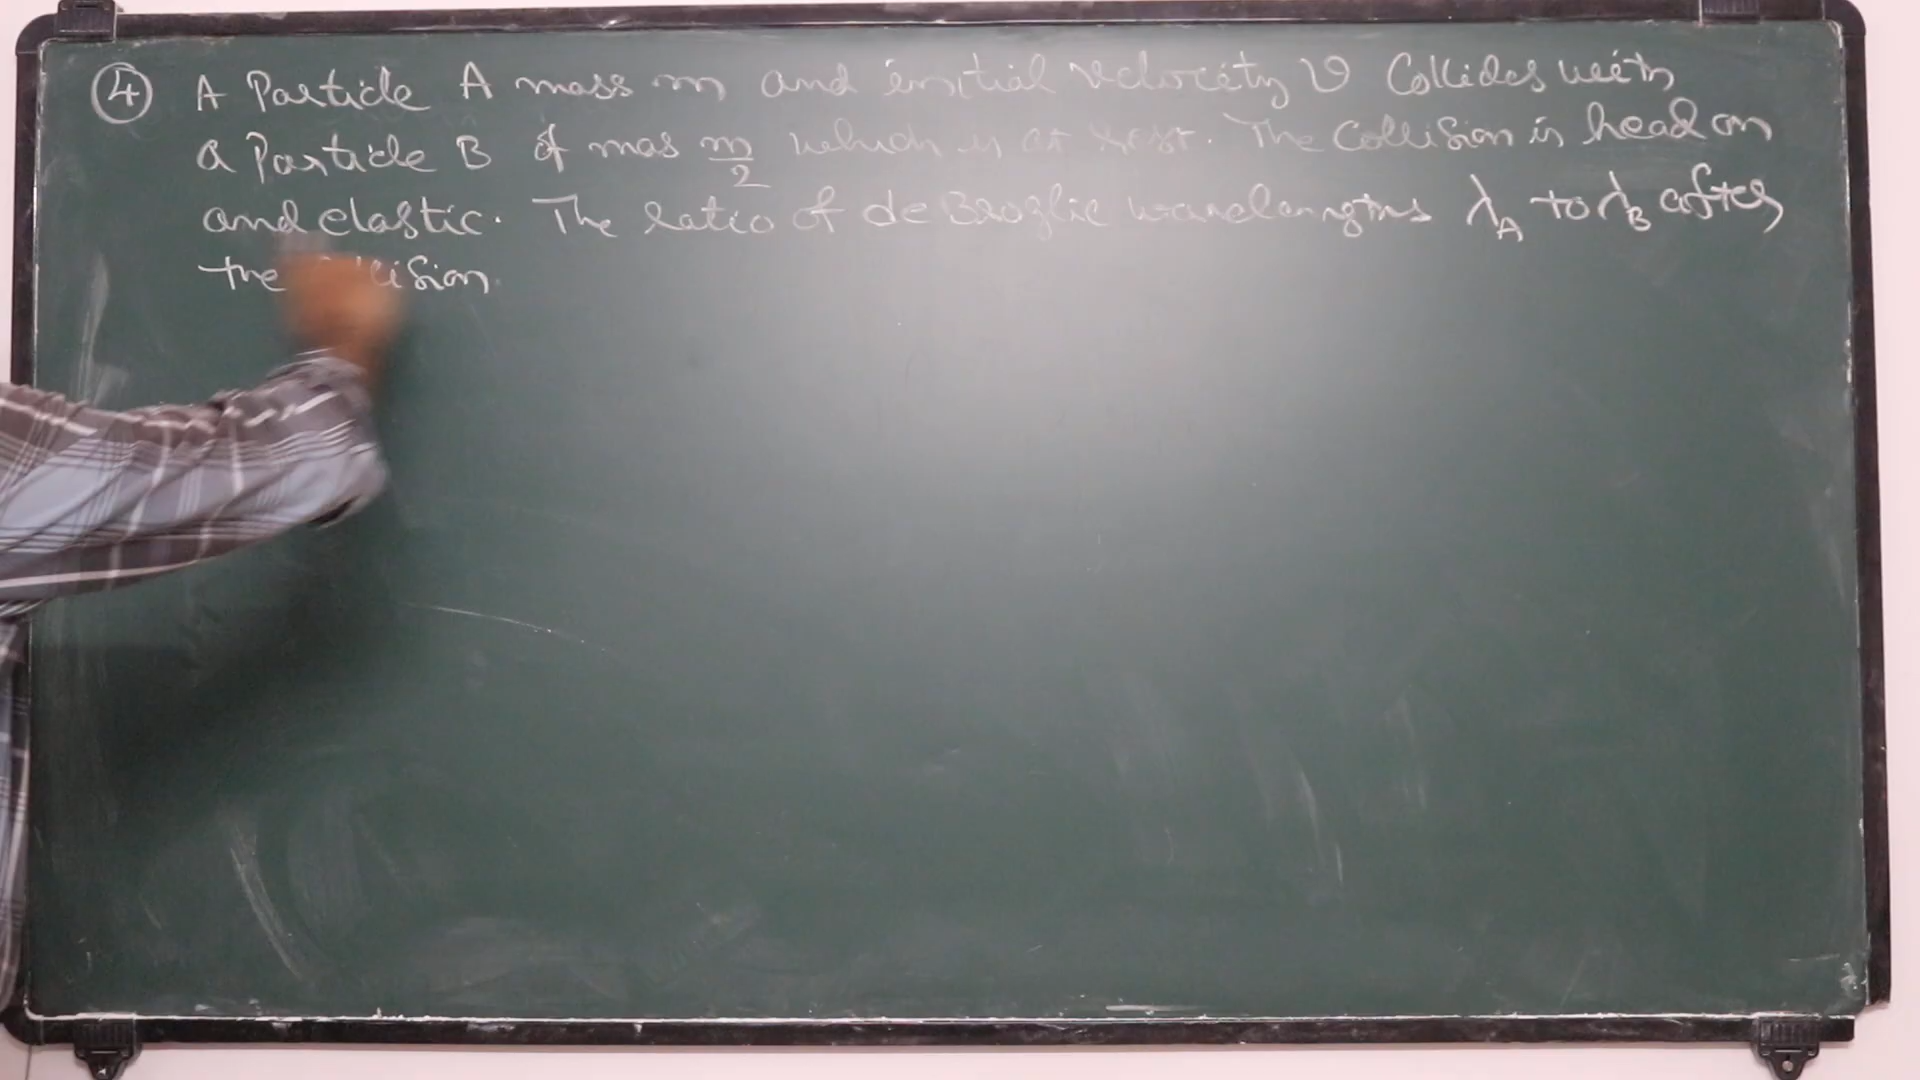 ④ A Particle A mass m and initial velocity v Collides with
a Particle B of mas m/2 which is at rest. The Collision is head on
and elastic. The ratio of de Broglie wavelengths λA to λB after
the Collision.